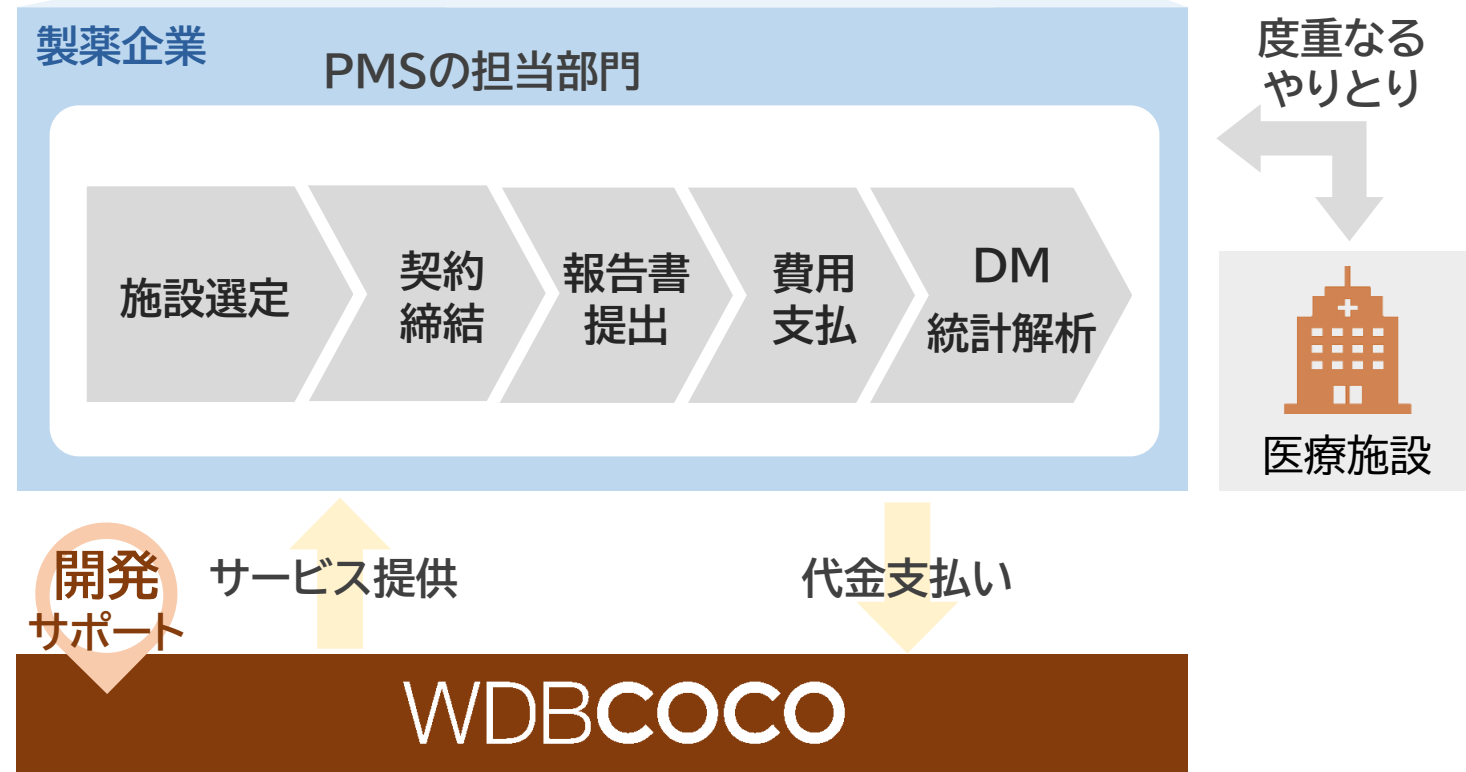 製薬企業
PMSの担当部門
度重なる
やりとり
施設選定
契約
締結
報告書
提出
費用
支払
DM
統計解析
医療施設
開発
サポート
サービス提供
代金支払い
WDBCOCO